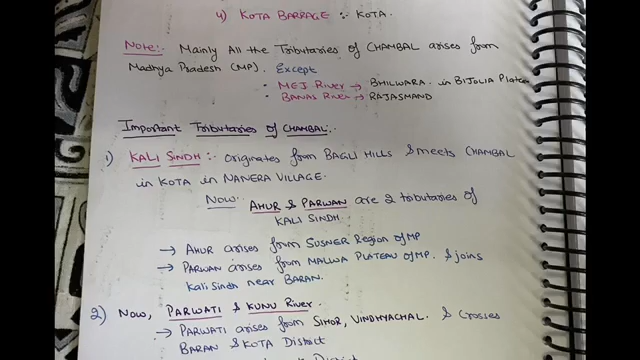 4) KOTA BARRAGE :- KOTA.
Note:- Mainly All the Tributaries of CHAMBAL arises from
Madhya Pradesh (MP). Except
• MEJ River → BHILWARA in BIJOLIA Plateau
• BANAS River → RAJASMAND
Important Tributaries of CHAMBAL:-
1) KALI SINDH:- Originates from BAGLI HILLS & meets CHAMBAL
in KOTA in NANERA VILLAGE.
NOW: AHUR & PARWAN are 2 tributaries of
KALI SINDH.
→ AHUR arises from SUSNER Region of MP
→ PARWAN arises from MALWA PLATEAU OF MP. & joins
Kali Sindh near BARAN.
2) Now, PARWATI & KUNU River.
→ PARWATI arises from SIHOR, VINDHYACHAL. & crosses
BARAN & KOTA District
District